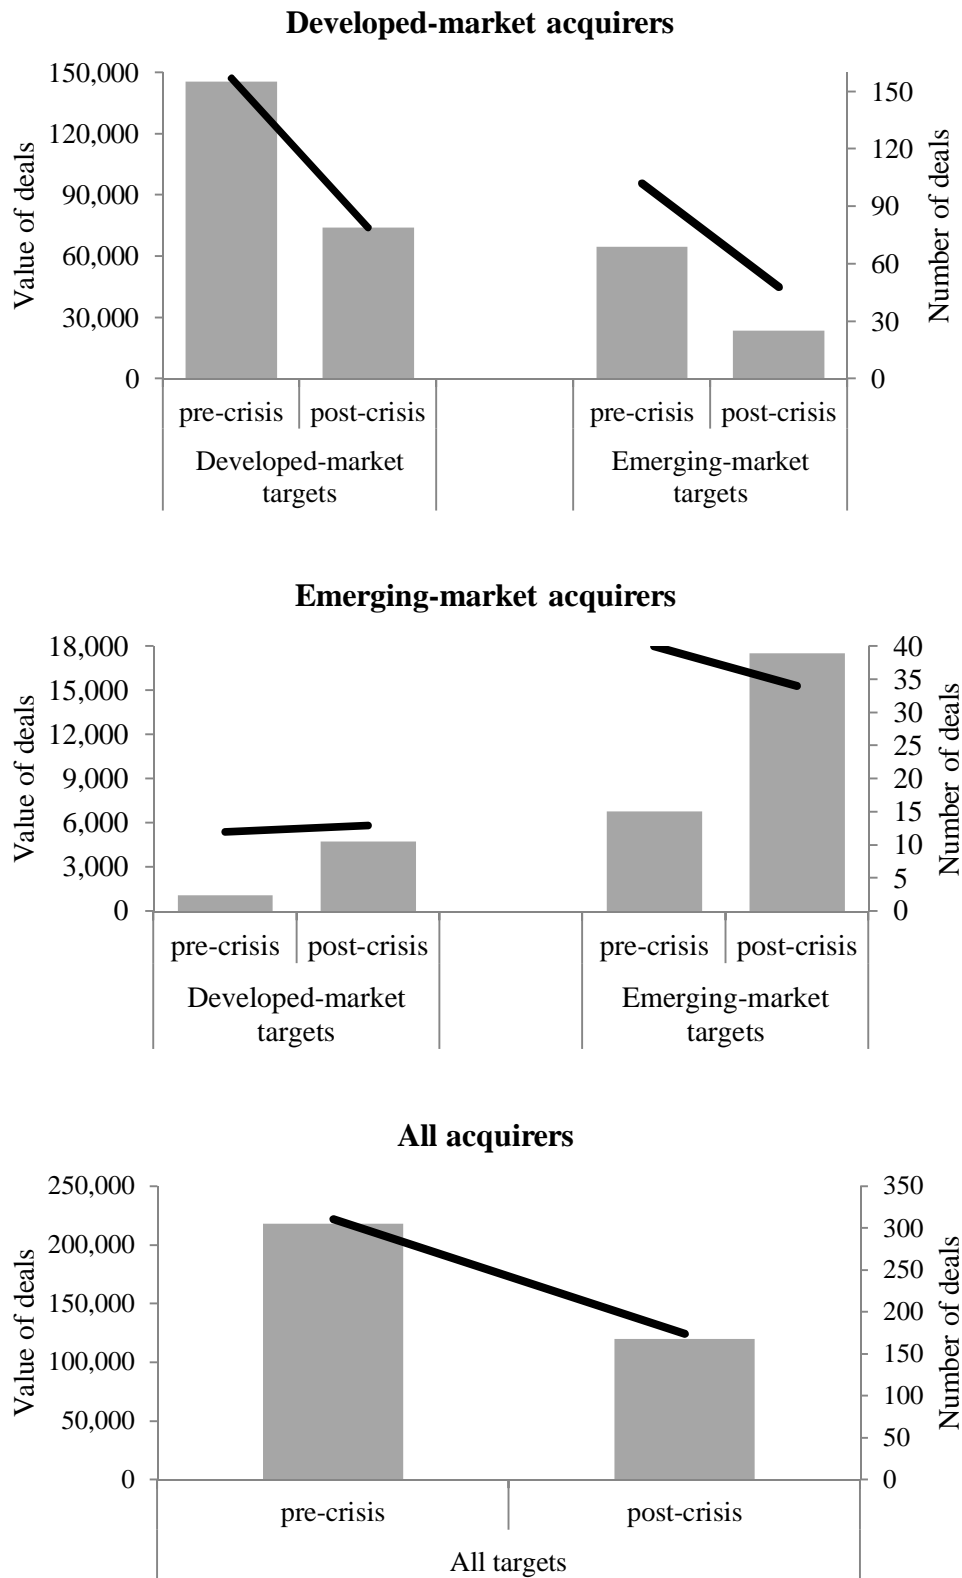 Developed-market acquirers
150,000
120,000
90,000
60,000
30,000
0
Value of deals
150
120
90
60
30
0
Number of deals
pre-crisis post-crisis pre-crisis post-crisis
Developed-market Emerging-market
targets targets
Emerging-market acquirers
18,000
15,000
12,000
9,000
6,000
3,000
0
Value of deals
40
35
30
25
20
15
10
5
0
Number of deals
pre-crisis post-crisis pre-crisis post-crisis
Developed-market Emerging-market
targets targets
All acquirers
250,000
200,000
150,000
100,000
50,000
0
Value of deals
350
300
250
200
150
100
50
0
Number of deals
pre-crisis post-crisis
All targets